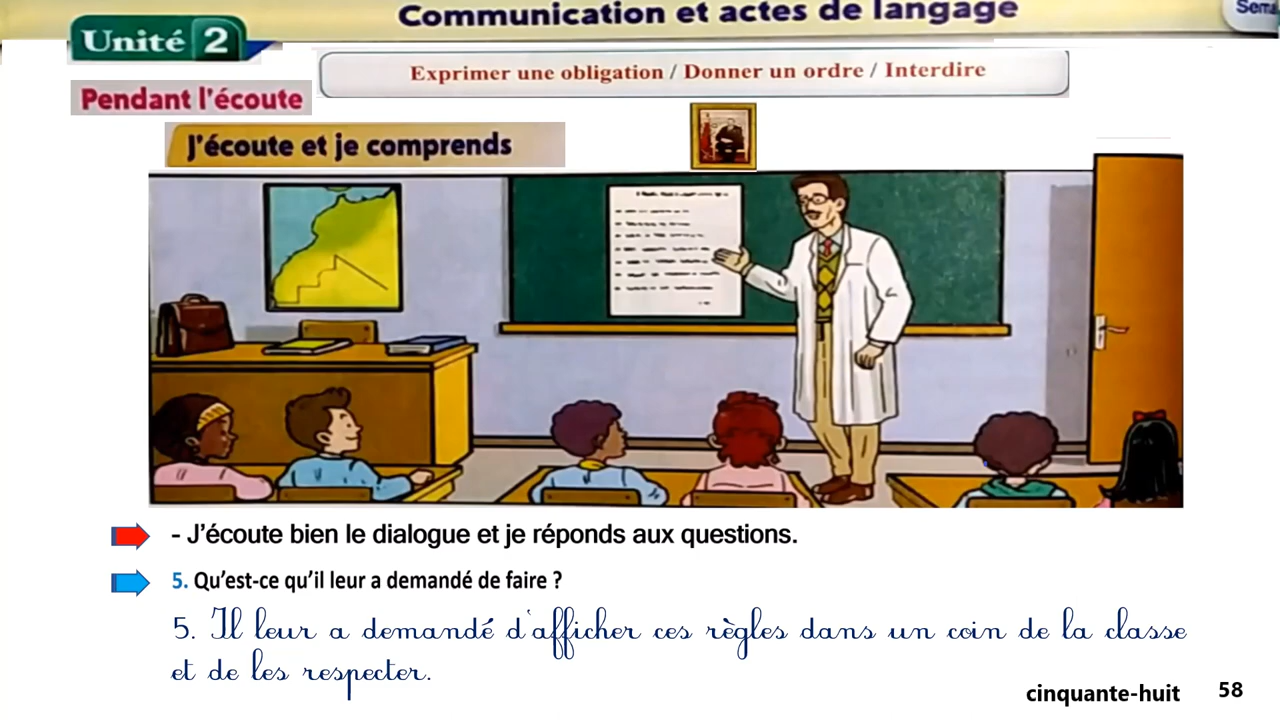 Communication et actes de langage
Sema
Unité 2
Exprimer une obligation / Donner un ordre / Interdire
Pendant l'écoute
J'écoute et je comprends
- J'écoute bien le dialogue et je réponds aux questions.
5. Qu'est-ce qu'il leur a demandé de faire ?
5. Il leur a demandé d'afficher ces règles dans un coin de la classe
et de les respecter.
cinquante-huit 58